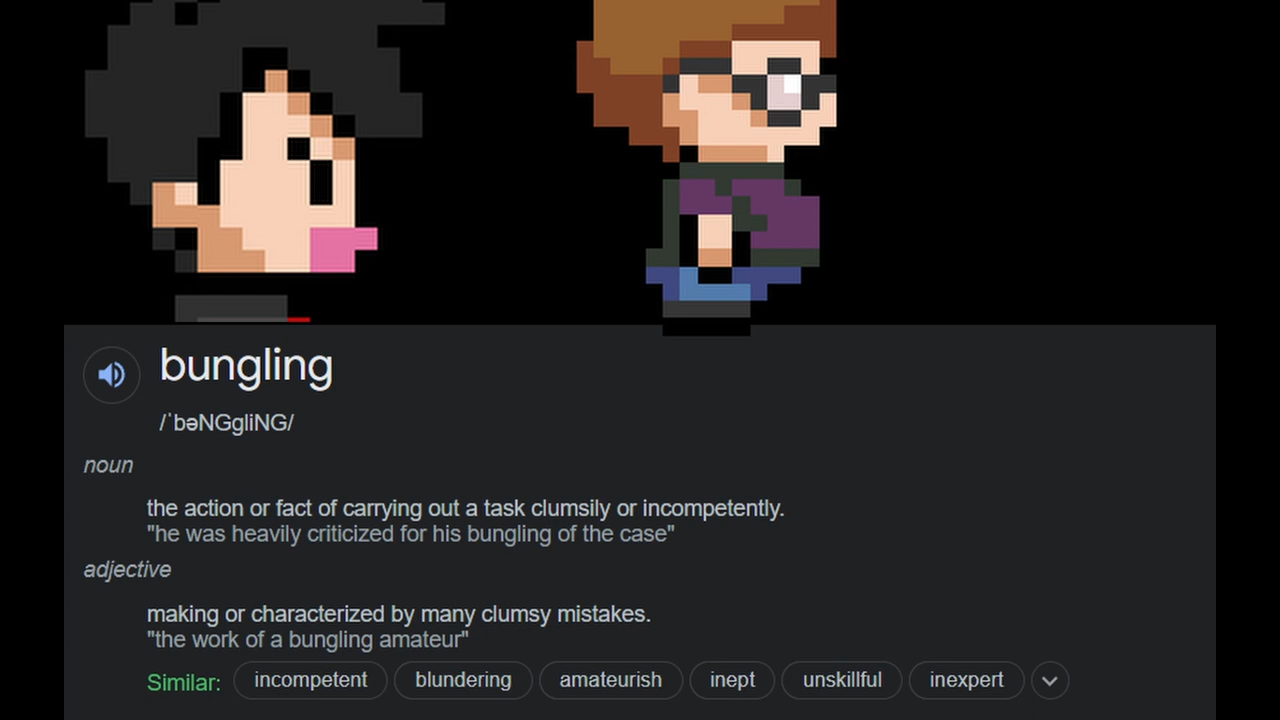 bungling
/ˈbəNGgliNG/
noun
the action or fact of carrying out a task clumsily or incompetently.
"he was heavily criticized for his bungling of the case"
adjective
making or characterized by many clumsy mistakes.
"the work of a bungling amateur"
Similar: incompetent blundering amateurish inept unskillful inexpert